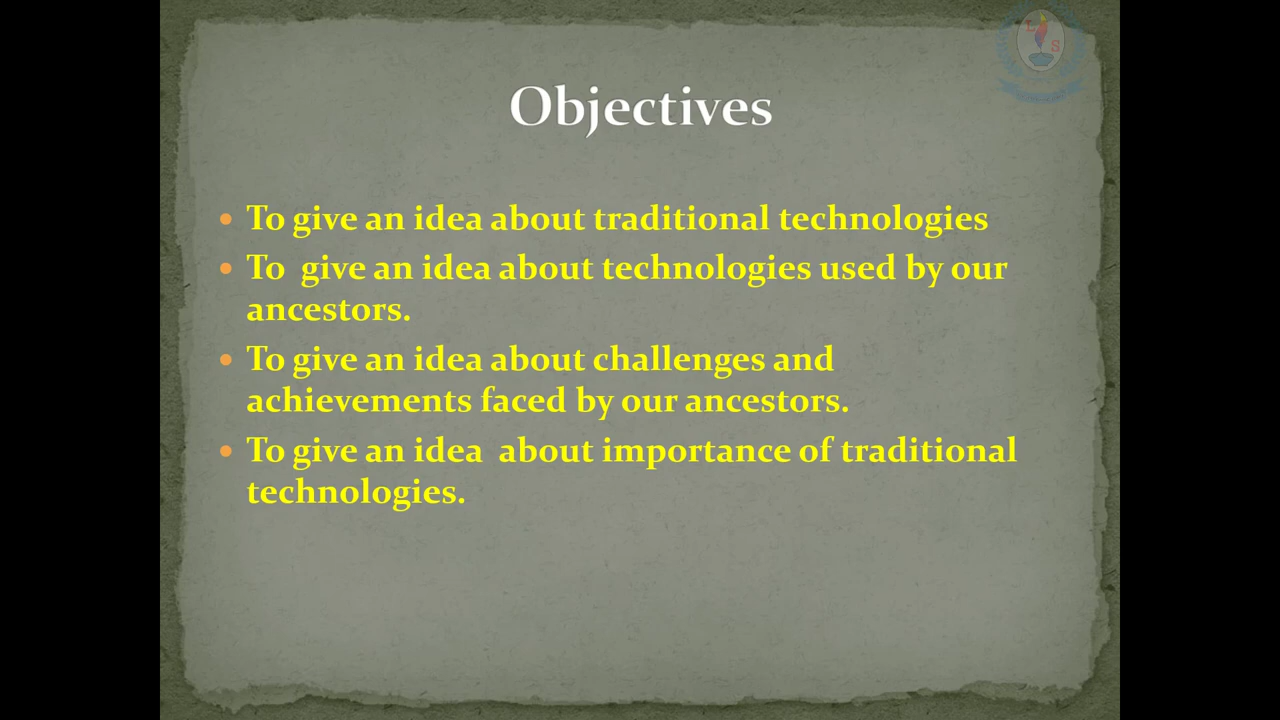 L
S
Objectives
To give an idea about traditional technologies
To give an idea about technologies used by our
ancestors.
To give an idea about challenges and
achievements faced by our ancestors.
To give an idea about importance of traditional
technologies.